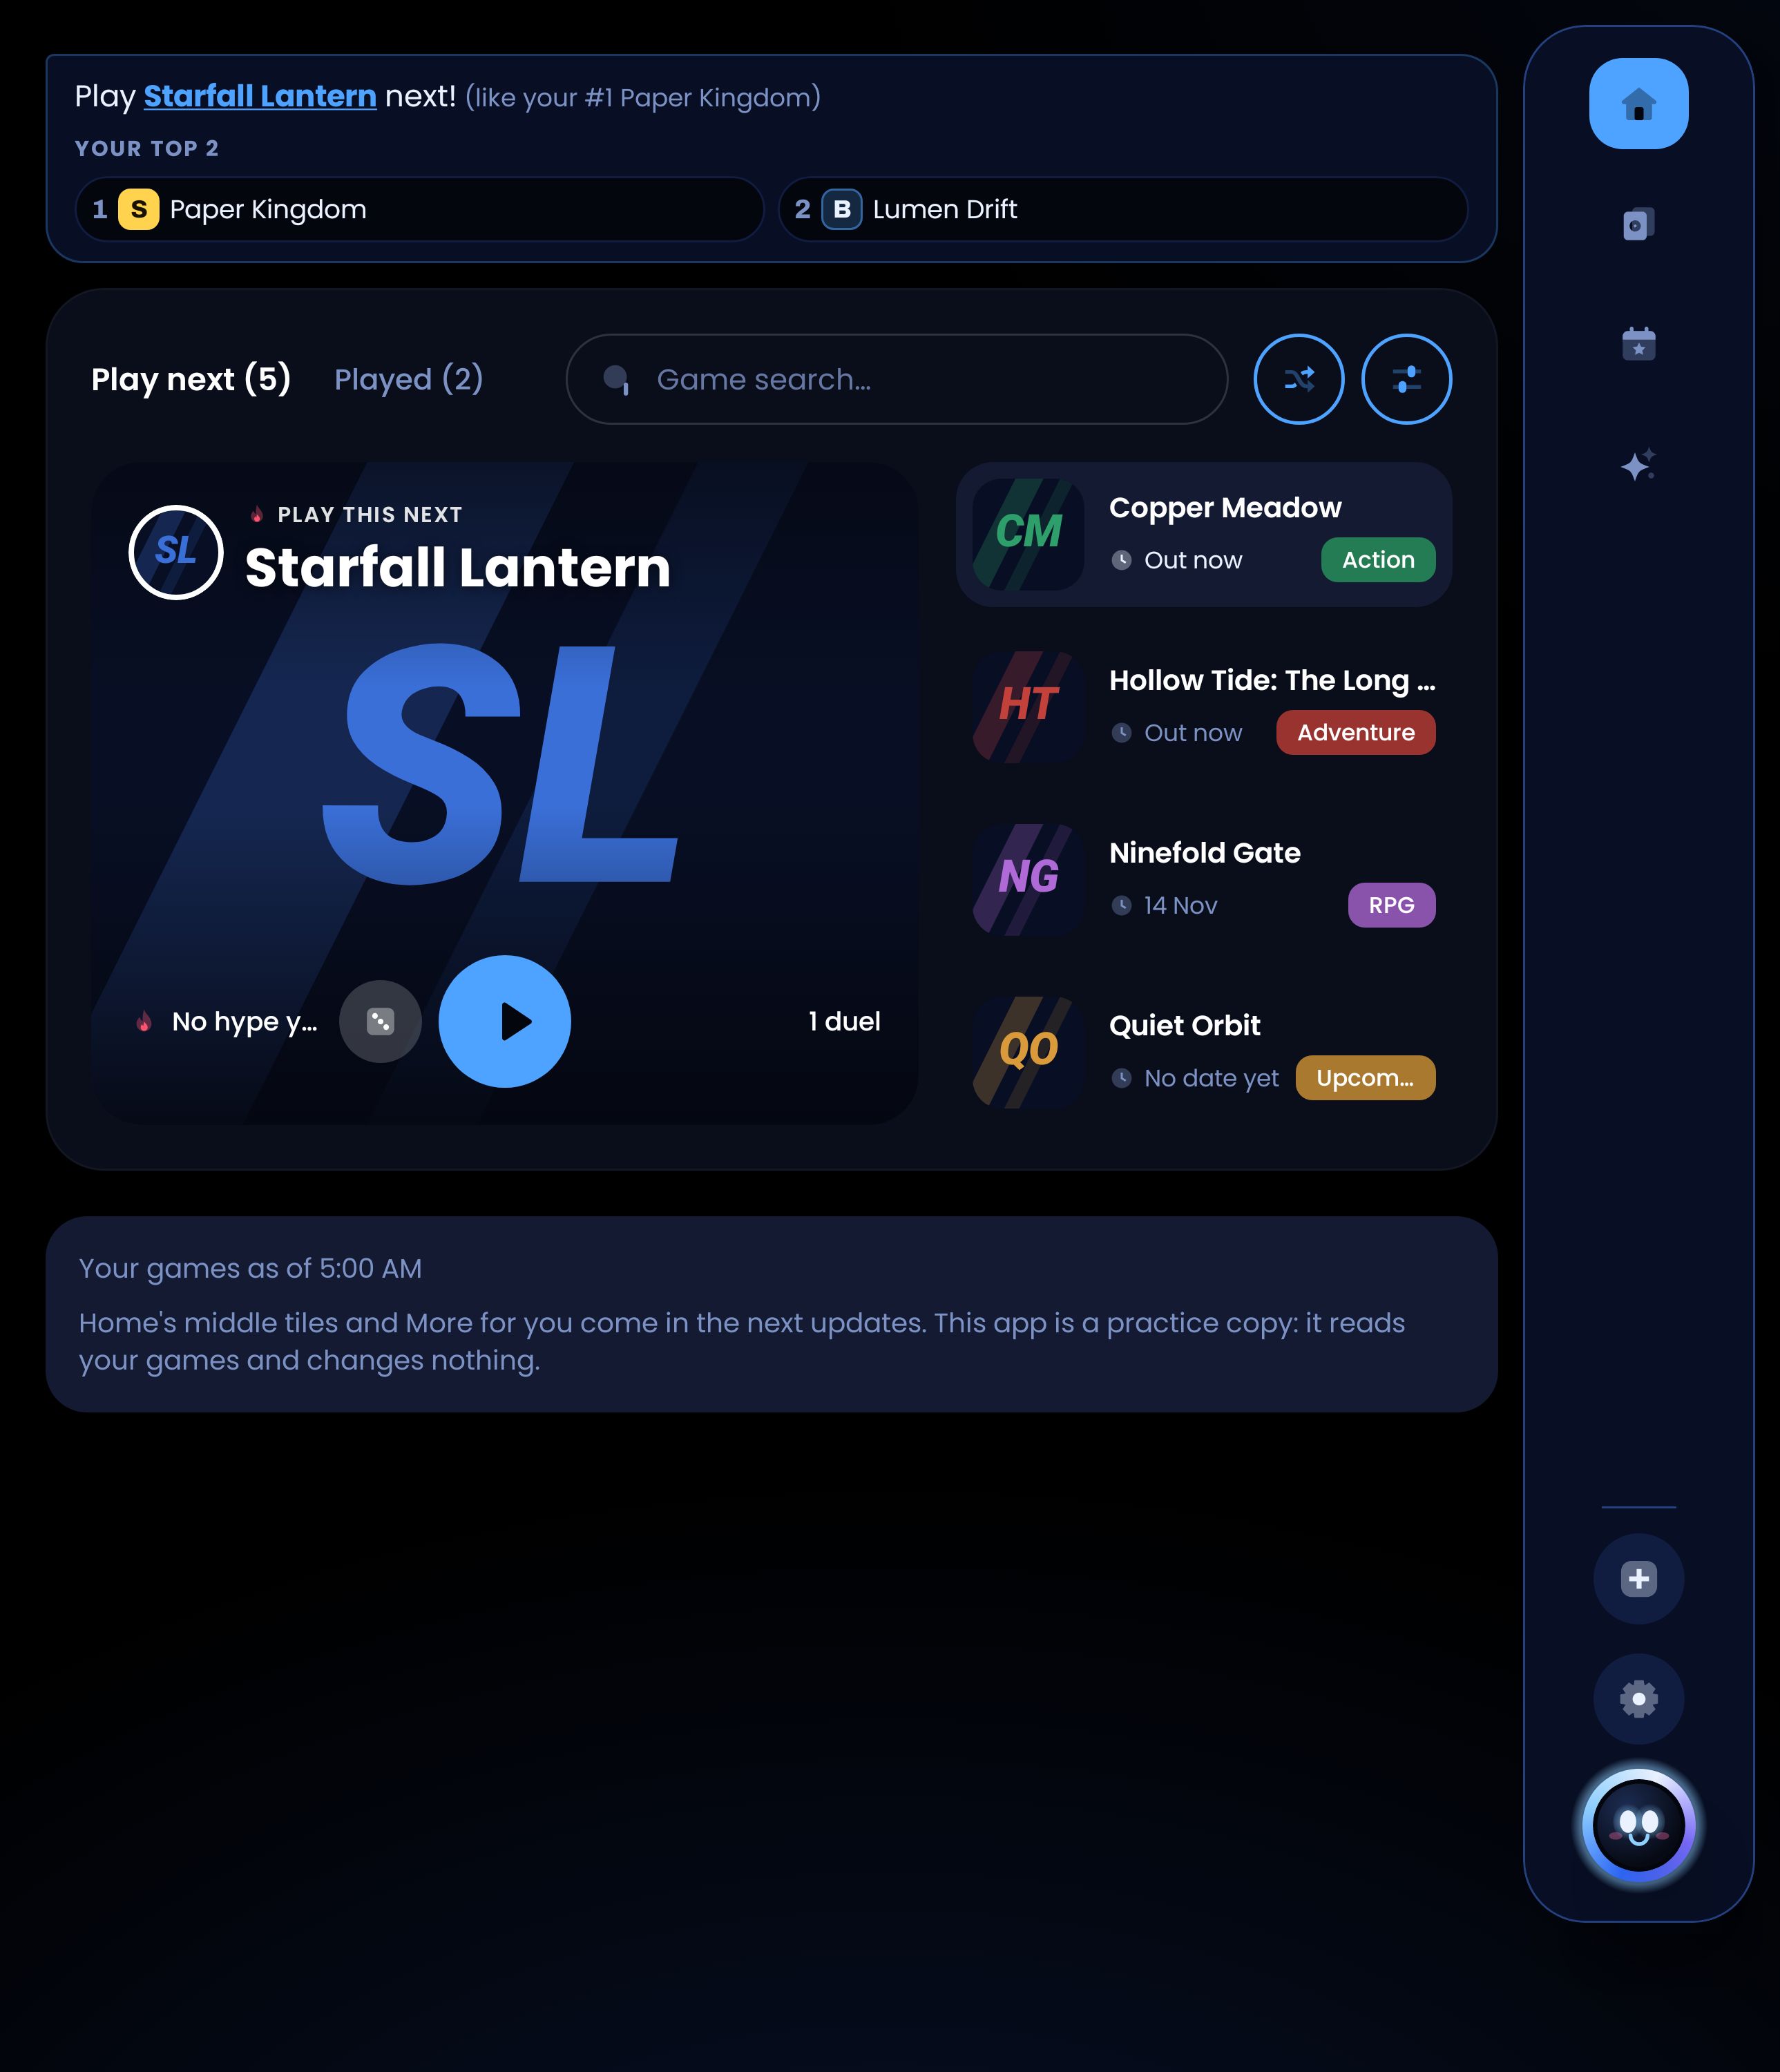 Play Starfall Lantern next! (like your #1 Paper Kingdom)
YOUR TOP 2
1 S Paper Kingdom
2 B Lumen Drift
Play next (5)
Played (2)
Game search...
SL
PLAY THIS NEXT
Starfall Lantern
SL
No hype y...
1 duel
CM
Copper Meadow
Out now
Action
HT
Hollow Tide: The Long ...
Out now
Adventure
NG
Ninefold Gate
14 Nov
RPG
QO
Quiet Orbit
No date yet
Upcom...
Your games as of 5:00 AM
Home's middle tiles and More for you come in the next updates. This app is a practice copy: it reads
your games and changes nothing.